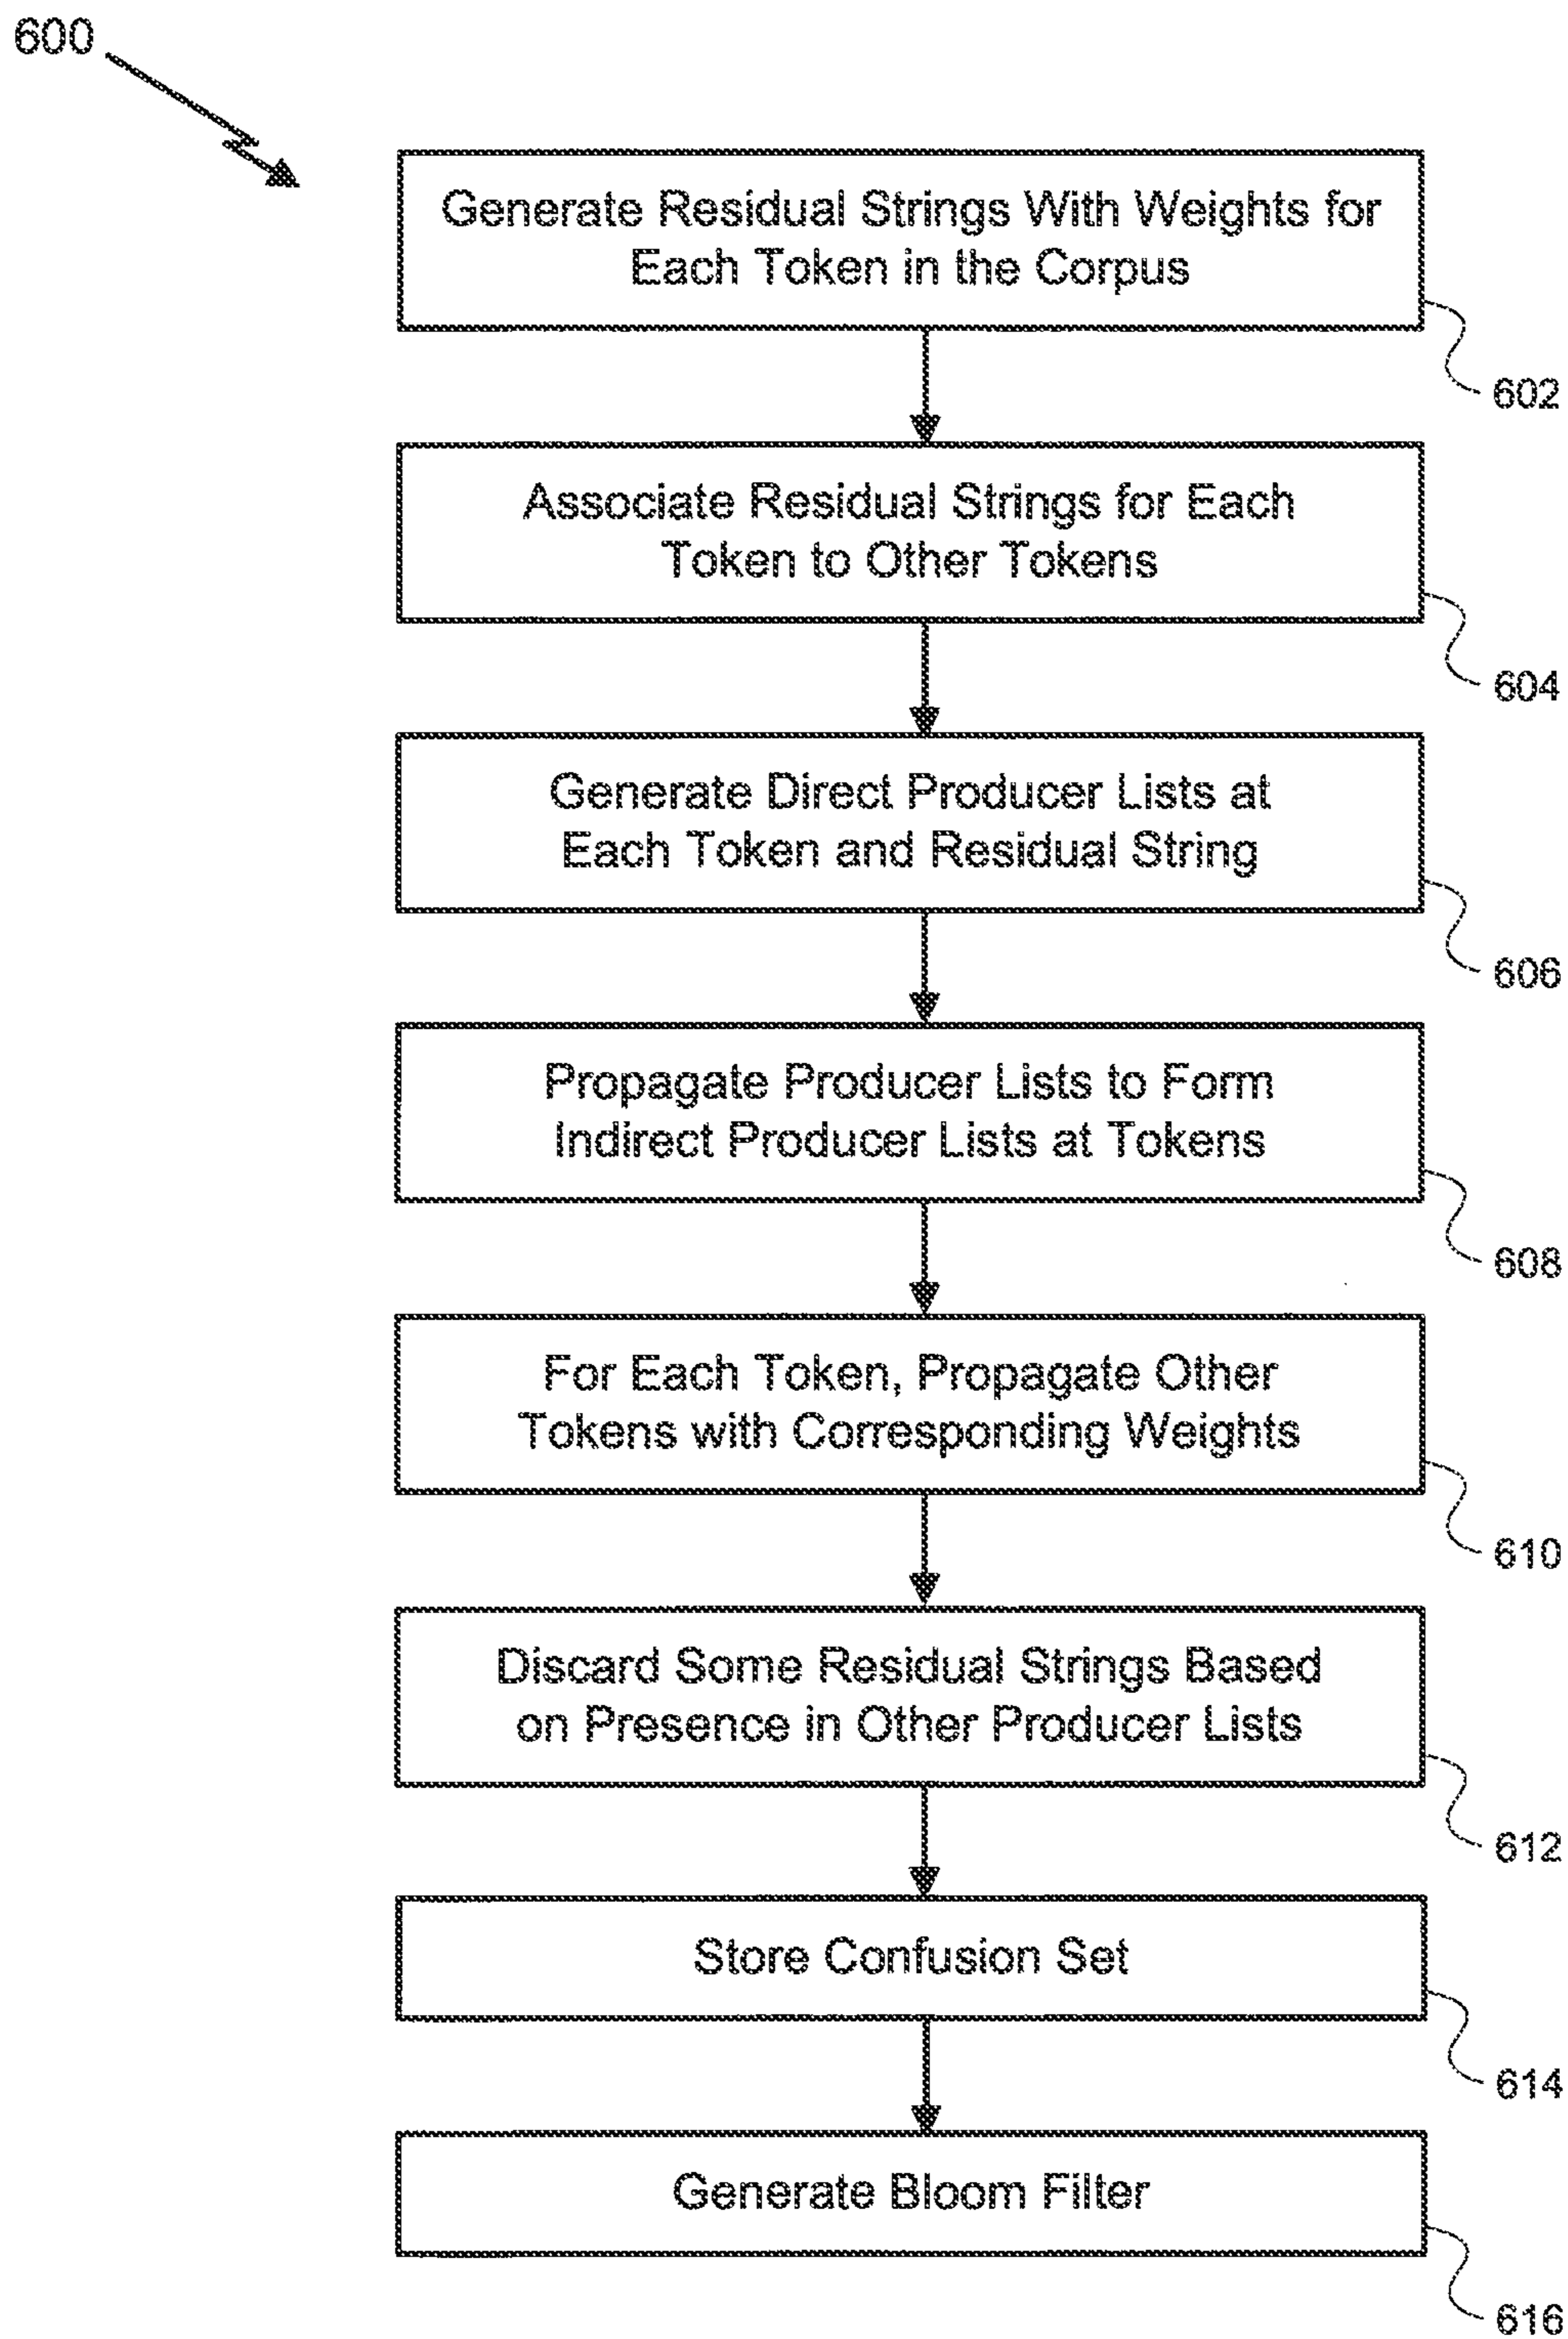 600
Generate Residual Strings With Weights for
Each Token in the Corpus
602
Associate Residual Strings for Each
Token to Other Tokens
604
Generate Direct Producer Lists at
Each Token and Residual String
606
Propagate Producer Lists to Form
Indirect Producer Lists at Tokens
608
For Each Token, Propagate Other
Tokens with Corresponding Weights
610
Discard Some Residual Strings Based
on Presence in Other Producer Lists
612
Store Confusion Set
614
Generate Bloom Filter
616